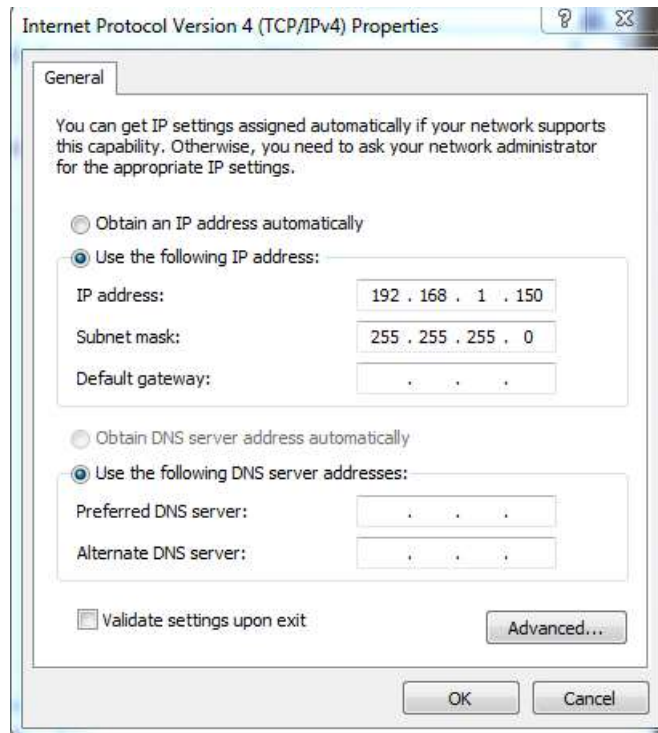 Internet Protocol Version 4 (TCP/IPv4) Properties
General
You can get IP settings assigned automatically if your network supports
this capability. Otherwise, you need to ask your network administrator
for the appropriate IP settings.
Obtain an IP address automatically
Use the following IP address:
IP address: 192 . 168 . 1 . 150
Subnet mask: 255 . 255 . 255 . 0
Default gateway: . . .
Obtain DNS server address automatically
Use the following DNS server addresses:
Preferred DNS server: . . .
Alternate DNS server: . . .
Validate settings upon exit
Advanced...
OK Cancel